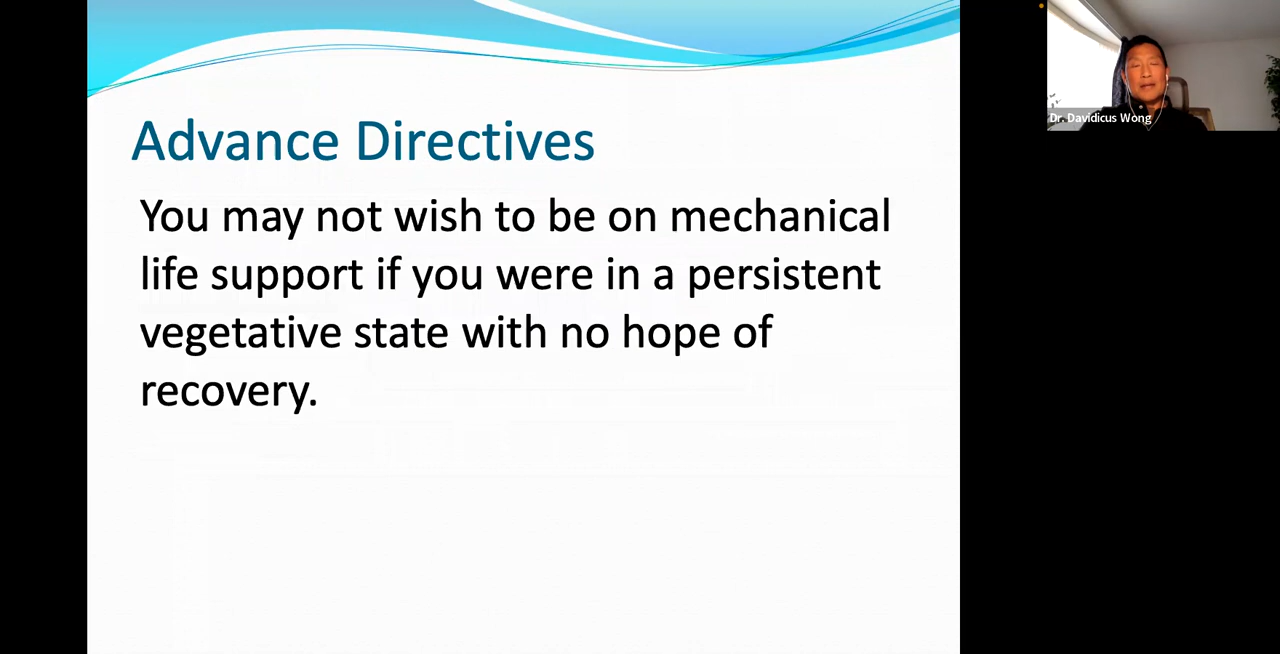 Advance Directives
You may not wish to be on mechanical
life support if you were in a persistent
vegetative state with no hope of
recovery.
Dr. Davidicus Wong